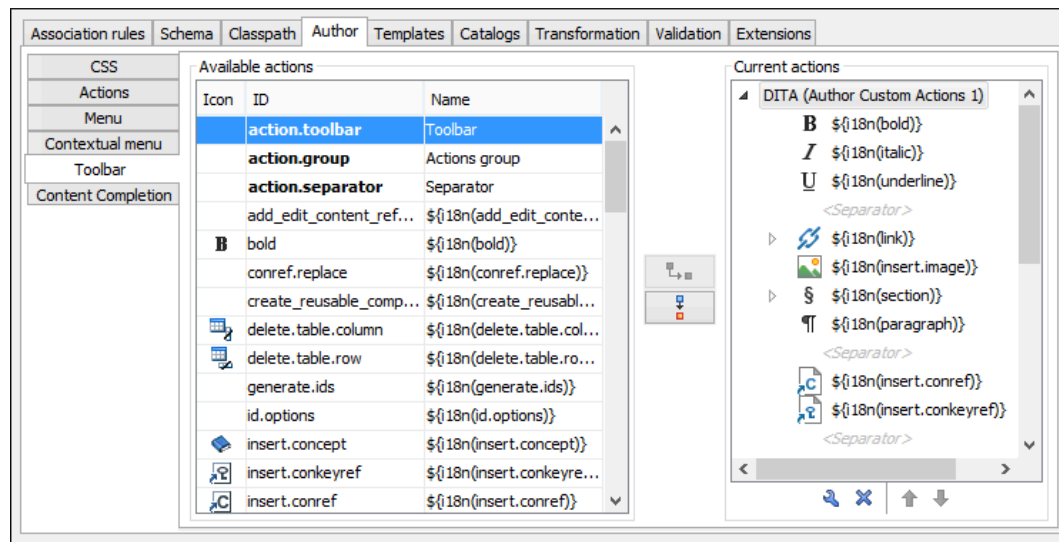 Association rules Schema Classpath Author Templates Catalogs Transformation Validation Extensions
CSS
Actions
Menu
Contextual menu
Toolbar
Content Completion
Available actions
Icon ID Name
action.toolbar Toolbar
action.group Actions group
action.separator Separator
add_edit_content_ref... ${i18n(add_edit_conte...
B bold ${i18n(bold)}
conref.replace ${i18n(conref.replace)}
create_reusable_comp... ${i18n(create_reusabl...
delete.table.column ${i18n(delete.table.col...
delete.table.row ${i18n(delete.table.ro...
generate.ids ${i18n(generate.ids)}
id.options ${i18n(id.options)}
insert.concept ${i18n(insert.concept)}
insert.conkeyref ${i18n(insert.conkeyre...
C insert.conref ${i18n(insert.conref)}
Current actions
DITA (Author Custom Actions 1)
B ${i18n(bold)}
I ${i18n(italic)}
U ${i18n(underline)}
<Separator>
${i18n(link)}
${i18n(insert.image)}
§ ${i18n(section)}
¶ ${i18n(paragraph)}
<Separator>
C ${i18n(insert.conref)}
${i18n(insert.conkeyref)}
<Separator>